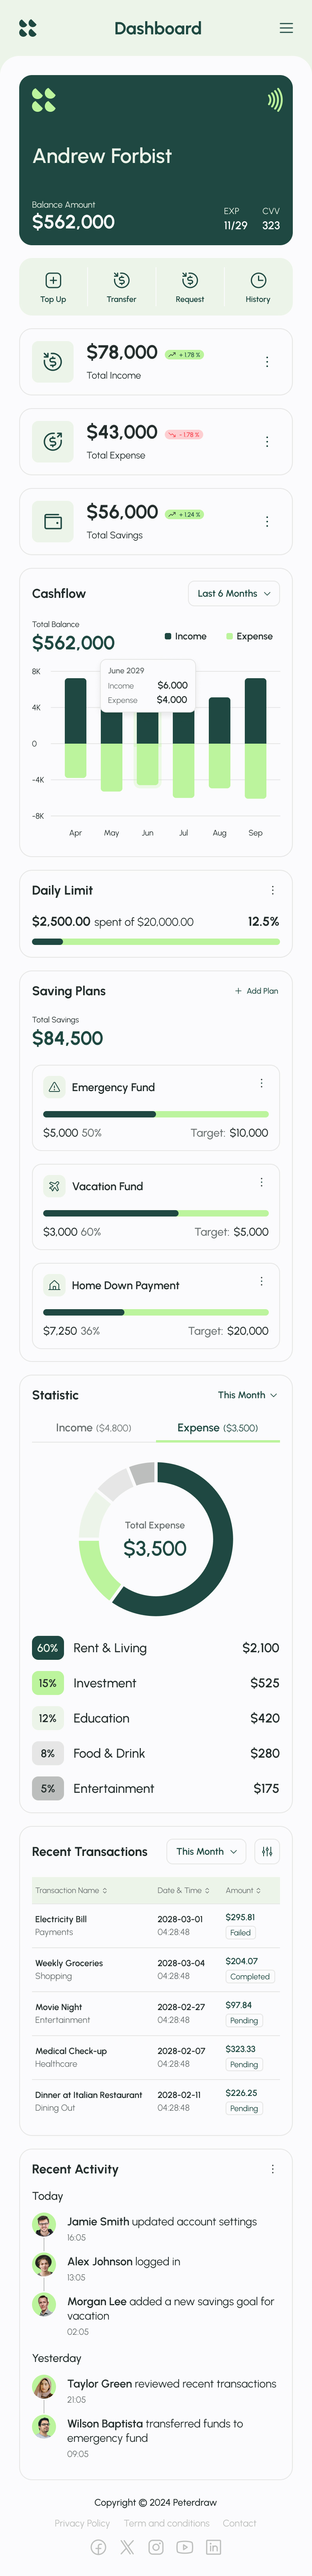 Dashboard
Andrew Forbist
Balance Amount
$562,000
EXP
11/29
CVV
323
Top Up
Transfer
Request
History
$78,000
+ 1.78 %
Total Income
$43,000
- 1.78 %
Total Expense
$56,000
+ 1.24 %
Total Savings
Cashflow
Last 6 Months
Total Balance
$562,000
Income
Expense
8K
4K
0
-4K
-8K
June 2029
Income $6,000
Expense $4,000
Apr May Jun Jul Aug Sep
Daily Limit
$2,500.00 spent of $20,000.00
12.5%
Saving Plans
+ Add Plan
Total Savings
$84,500
Emergency Fund
$5,000 50%
Target: $10,000
Vacation Fund
$3,000 60%
Target: $5,000
Home Down Payment
$7,250 36%
Target: $20,000
Statistic
This Month
Income ($4,800)
Expense ($3,500)
Total Expense
$3,500
60% Rent & Living $2,100
15% Investment $525
12% Education $420
8% Food & Drink $280
5% Entertainment $175
Recent Transactions
This Month
Transaction Name Date & Time Amount
Electricity Bill 2028-03-01 $295.81
Payments 04:28:48 Failed
Weekly Groceries 2028-03-04 $204.07
Shopping 04:28:48 Completed
Movie Night 2028-02-27 $97.84
Entertainment 04:28:48 Pending
Medical Check-up 2028-02-07 $323.33
Healthcare 04:28:48 Pending
Dinner at Italian Restaurant 2028-02-11 $226.25
Dining Out 04:28:48 Pending
Recent Activity
Today
Jamie Smith updated account settings
16:05
Alex Johnson logged in
13:05
Morgan Lee added a new savings goal for
vacation
02:05
Yesterday
Taylor Green reviewed recent transactions
21:05
Wilson Baptista transferred funds to
emergency fund
09:05
Copyright © 2024 Peterdraw
Privacy Policy Term and conditions Contact